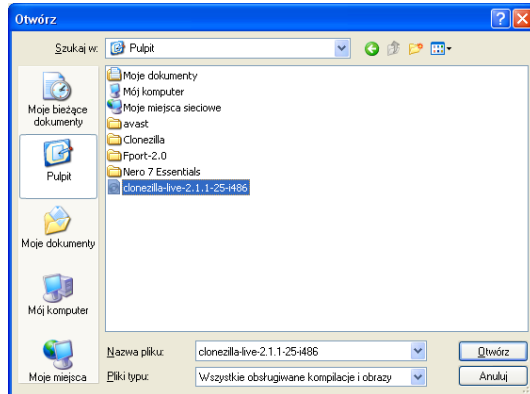 Otwórz
Szukaj w:
Pulpit
Moje bieżące
dokumenty
Pulpit
Moje dokumenty
Mój komputer
Moje miejsca
Moje dokumenty
Mój komputer
Moje miejsca sieciowe
avast
Clonezilla
Fport-2.0
Nero 7 Essentials
clonezilla-live-2.1.1-25-i486
Nazwa pliku:
clonezilla-live-2.1.1-25-i486
Otwórz
Pliki typu:
Wszystkie obsługiwane kompilacje i obrazy
Anuluj